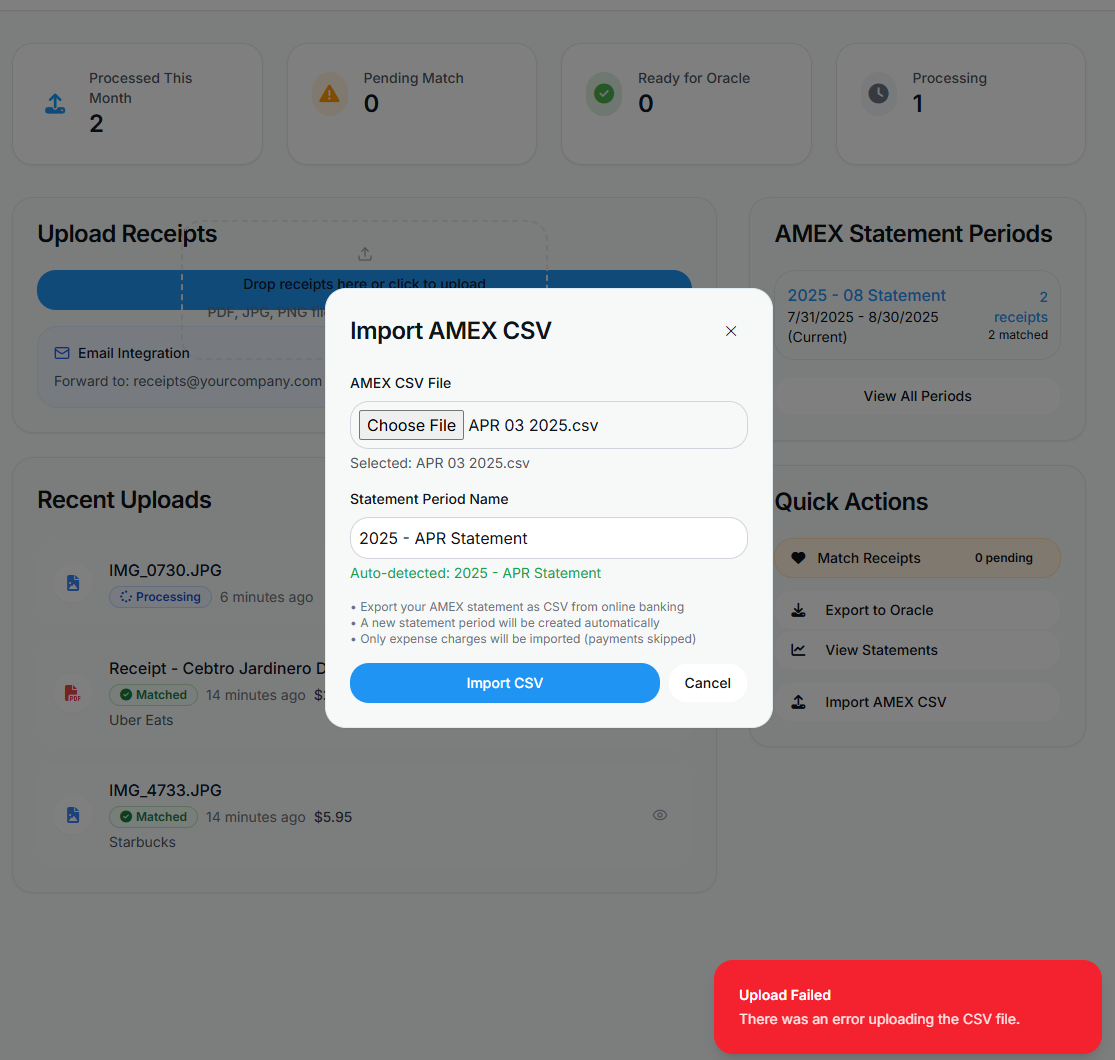 Processed This
Month
2
Pending Match
0
Ready for Oracle
0
Processing
1
Upload Receipts
Drop receipts here or click to upload
PDF, JPG, PNG
Email Integration
Forward to: receipts@yourcompany.com
AMEX Statement Periods
2025 - 08 Statement
2
7/31/2025 - 8/30/2025
receipts
(Current)
2 matched
View All Periods
Import AMEX CSV
AMEX CSV File
Choose File APR 03 2025.csv
Selected: APR 03 2025.csv
Statement Period Name
2025 - APR Statement
Auto-detected: 2025 - APR Statement
• Export your AMEX statement as CSV from online banking
• A new statement period will be created automatically
• Only expense charges will be imported (payments skipped)
Import CSV
Cancel
Recent Uploads
IMG_0730.JPG
Processing 6 minutes ago
Receipt - Cebtro Jardinero D
PDF
Matched 14 minutes ago $
Uber Eats
IMG_4733.JPG
Matched 14 minutes ago $5.95
Starbucks
Quick Actions
Match Receipts 0 pending
Export to Oracle
View Statements
Import AMEX CSV
Upload Failed
There was an error uploading the CSV file.